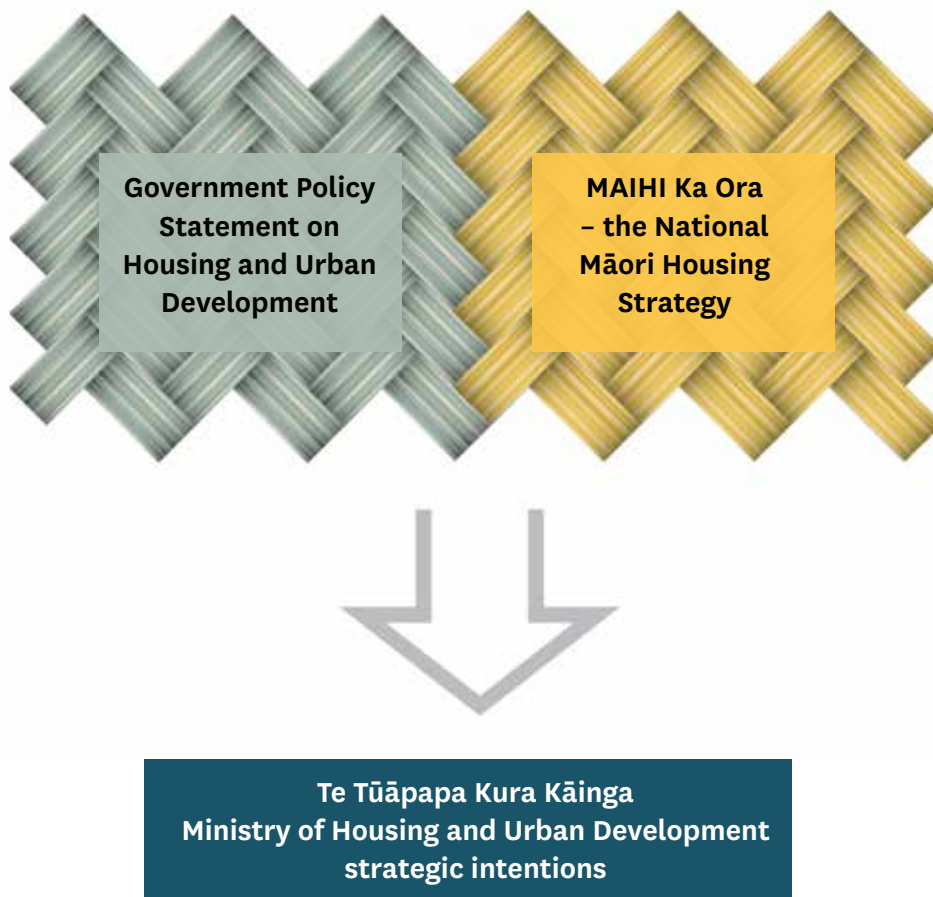 Government Policy
Statement on
Housing and Urban
Development
MAIHI Ka Ora
– the National
Māori Housing
Strategy
Te Tūāpapa Kura Kāinga
Ministry of Housing and Urban Development
strategic intentions